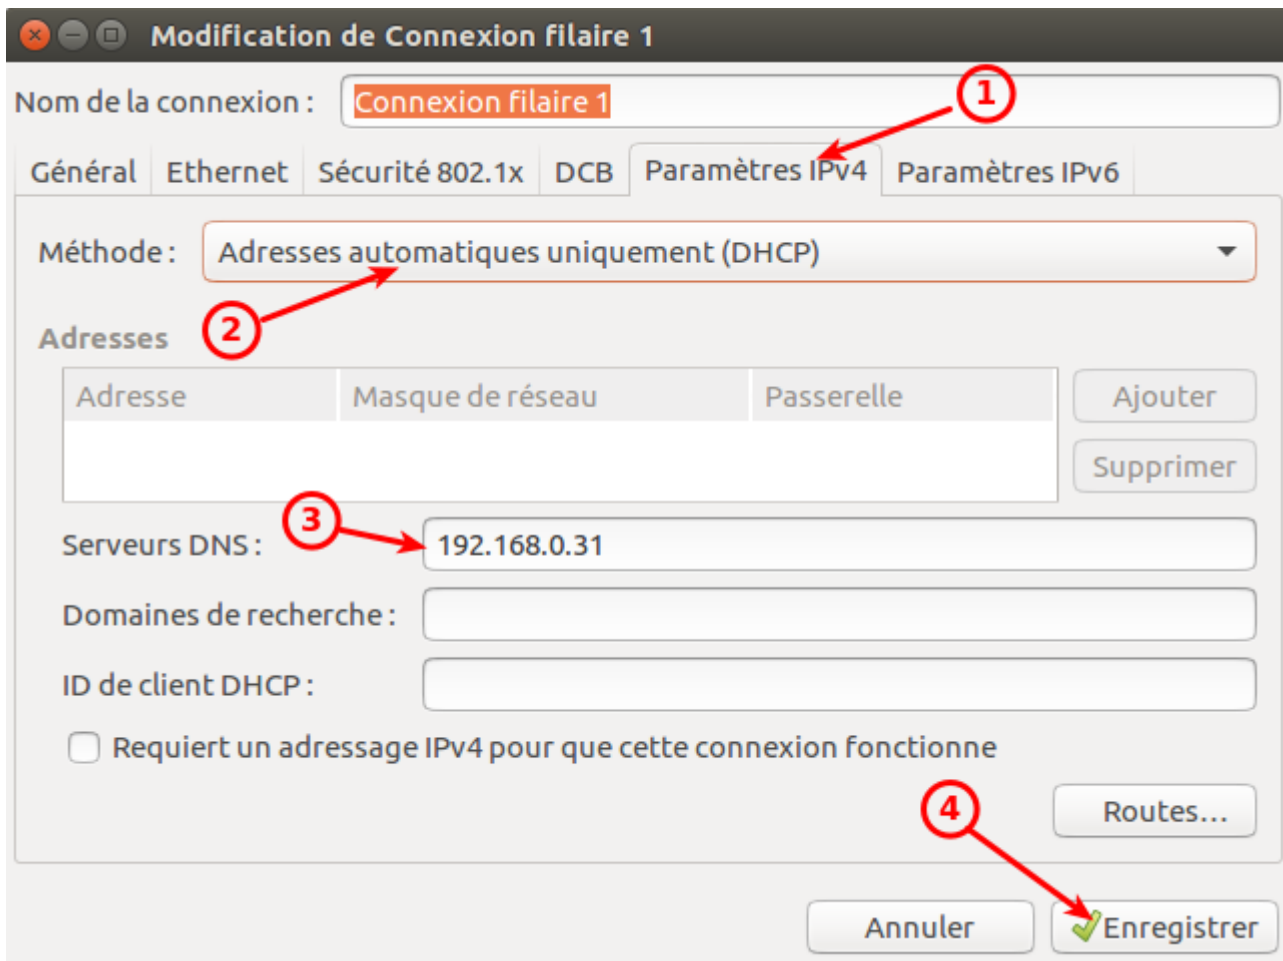 Modification de Connexion filaire 1
Nom de la connexion : Connexion filaire 1
1
Général Ethernet Sécurité 802.1x DCB Paramètres IPv4 Paramètres IPv6
Méthode : Adresses automatiques uniquement (DHCP)
2
Adresses
Adresse Masque de réseau Passerelle Ajouter
Supprimer
3
Serveurs DNS : 192.168.0.31
Domaines de recherche :
ID de client DHCP :
Requiert un adressage IPv4 pour que cette connexion fonctionne
4
Routes...
Annuler Enregistrer